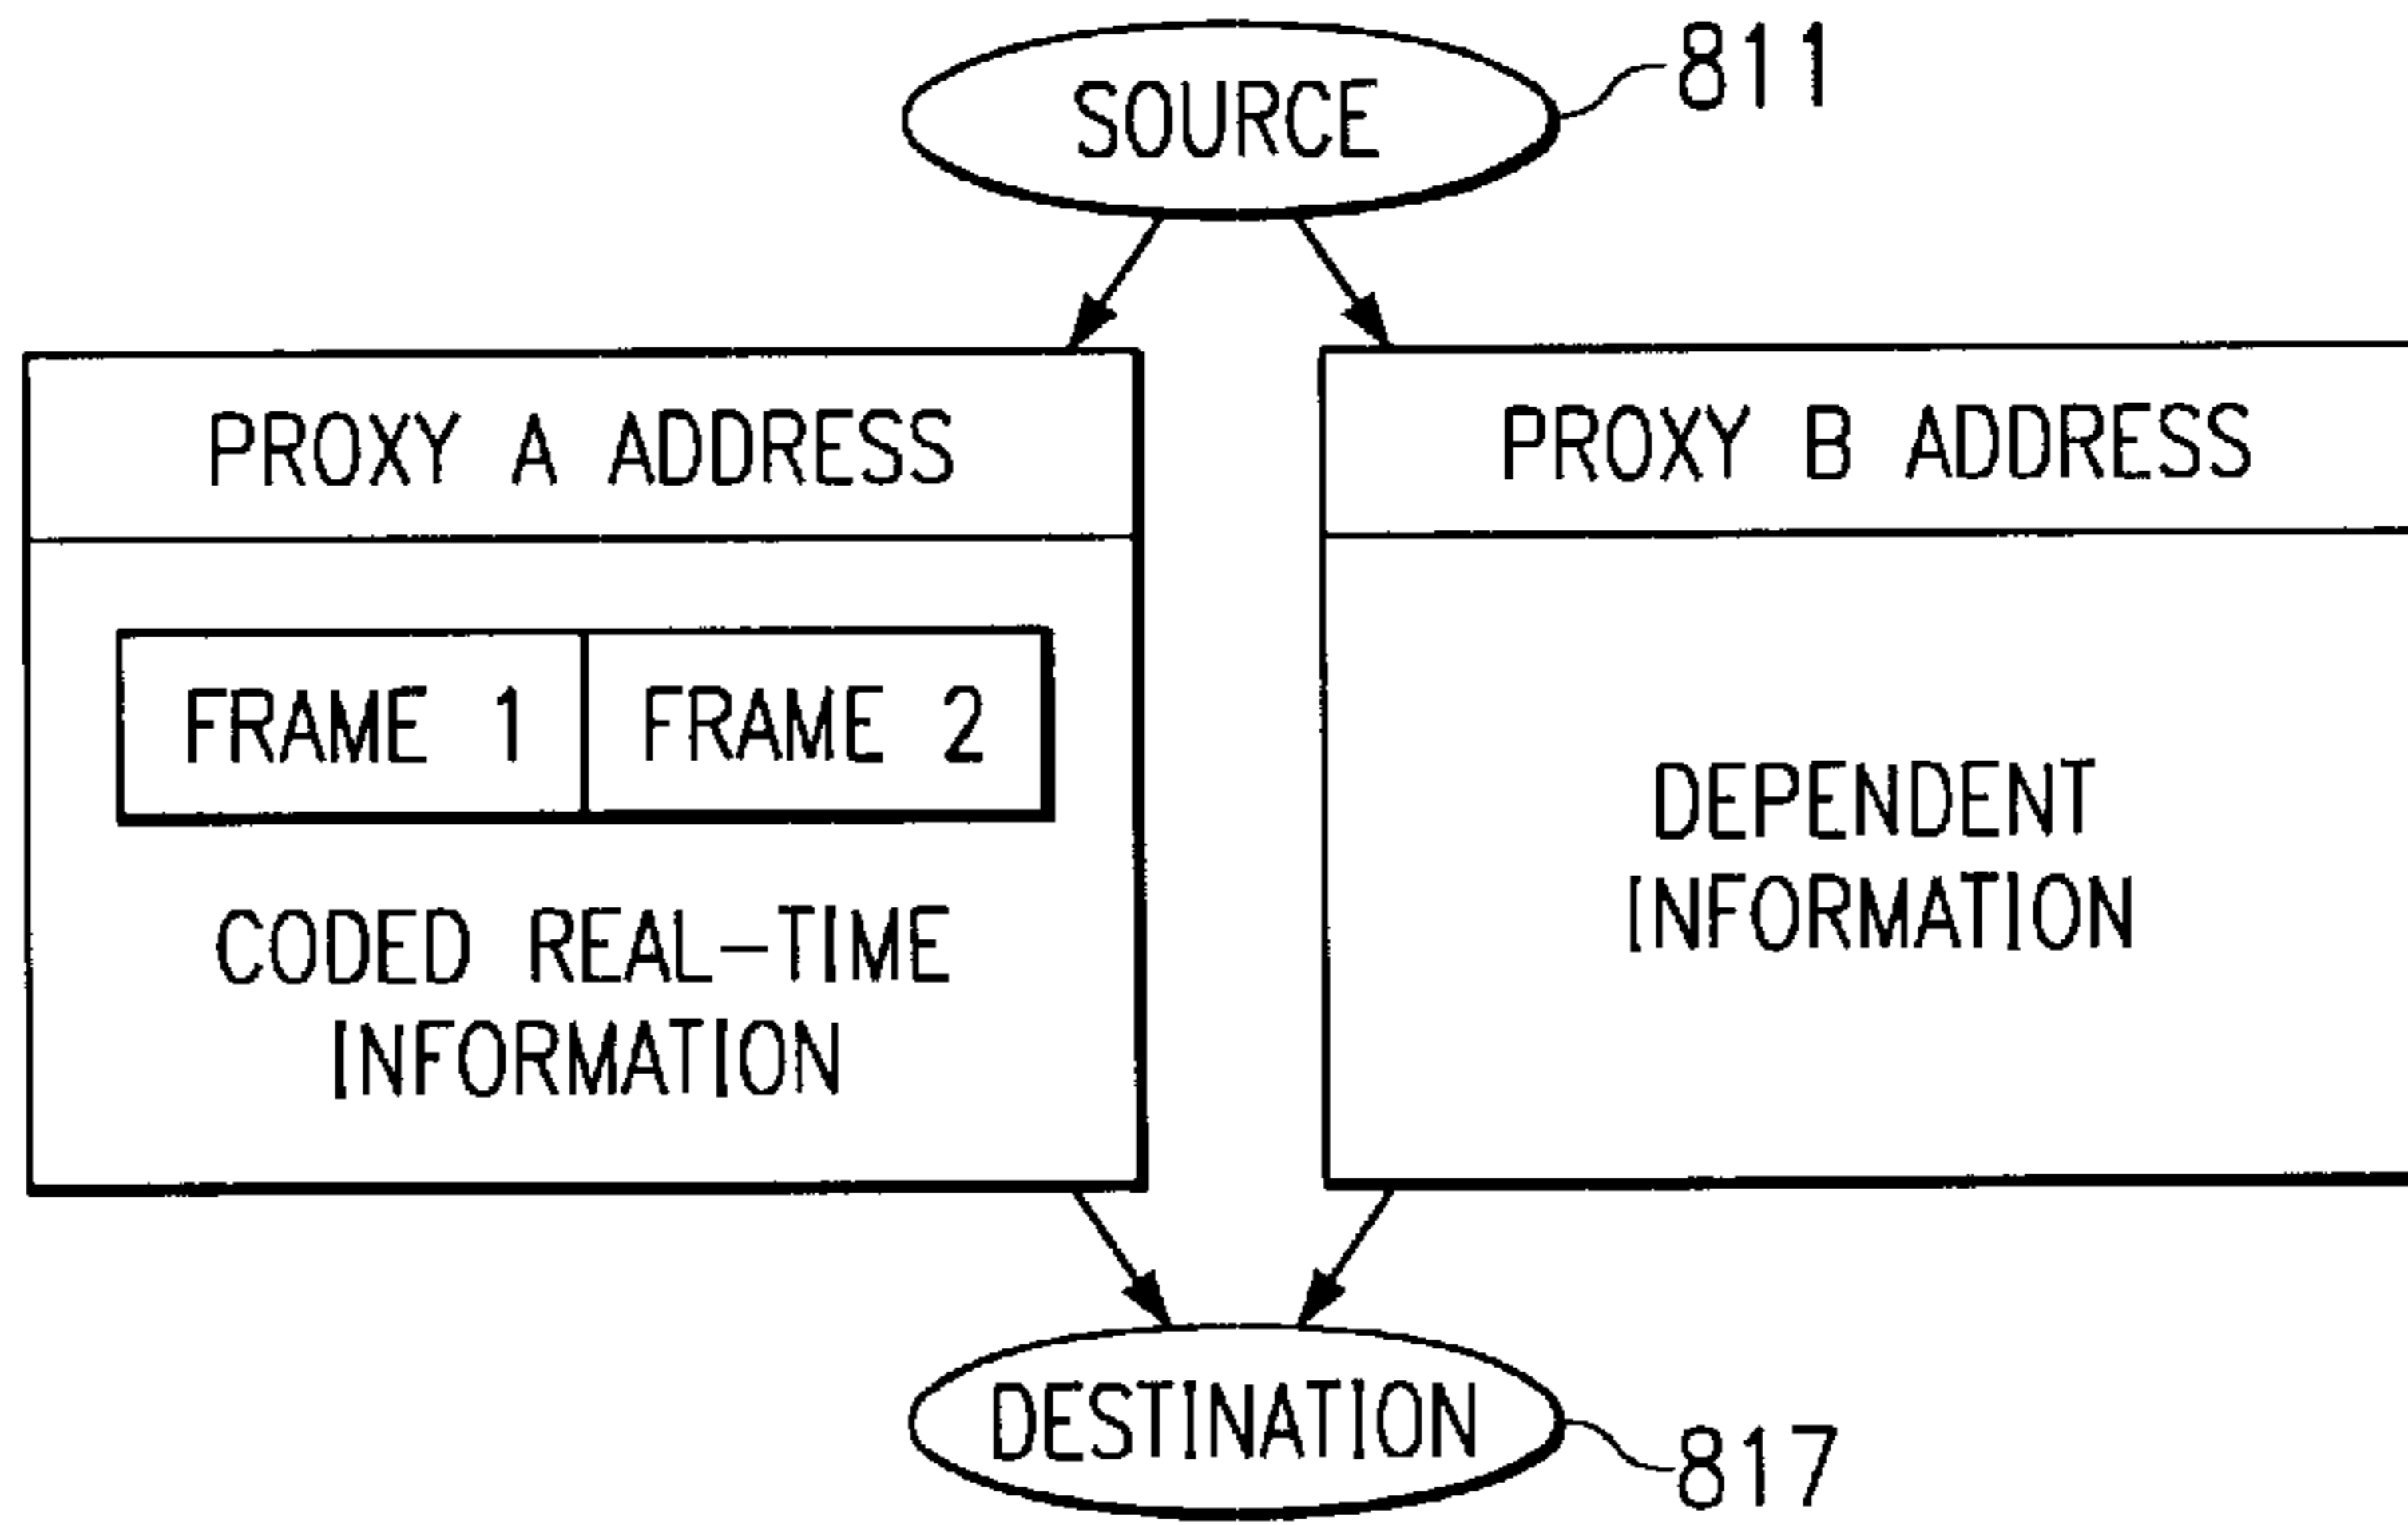 SOURCE
811
PROXY A ADDRESS
FRAME 1
FRAME 2
CODED REAL-TIME
INFORMATION
PROXY B ADDRESS
DEPENDENT
INFORMATION
DESTINATION
817